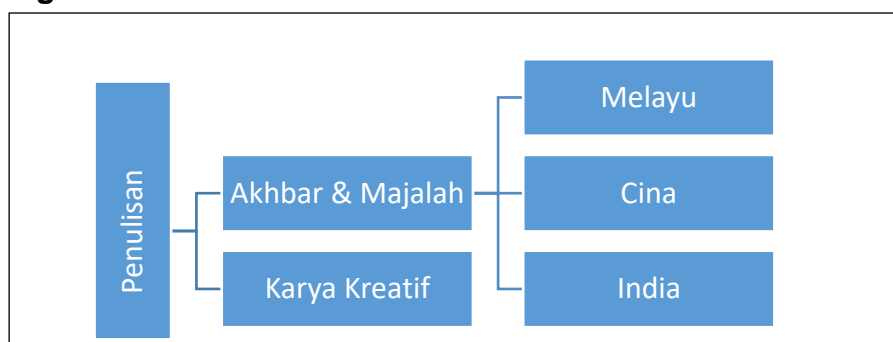 Penulisan
Akhbar & Majalah
Karya Kreatif
Melayu
Cina
India